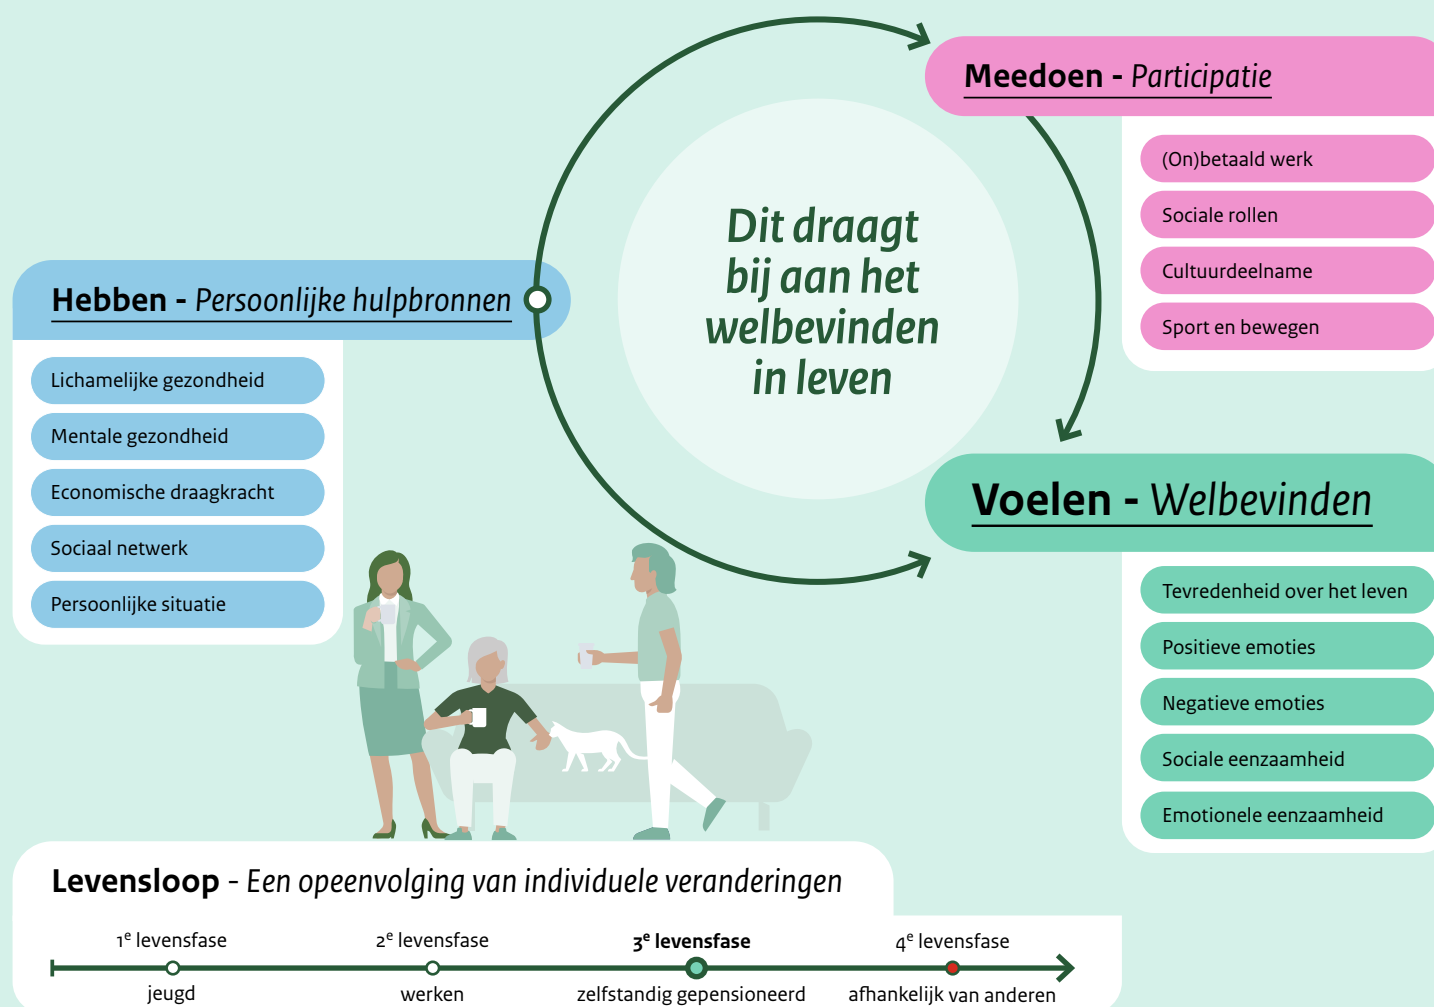 Meedoen - Participatie
(On)betaald werk
Sociale rollen
Cultuurdeelname
Sport en bewegen
Dit draagt
bij aan het
welbevinden
in leven
Hebben - Persoonlijke hulpbronnen
Lichamelijke gezondheid
Mentale gezondheid
Economische draagkracht
Sociaal netwerk
Persoonlijke situatie
Voelen - Welbevinden
Tevredenheid over het leven
Positieve emoties
Negatieve emoties
Sociale eenzaamheid
Emotionele eenzaamheid
Levensloop - Een opeenvolging van individuele veranderingen
1e levensfase 2e levensfase 3e levensfase 4e levensfase
jeugd werken zelfstandig gepensioneerd afhankelijk van anderen